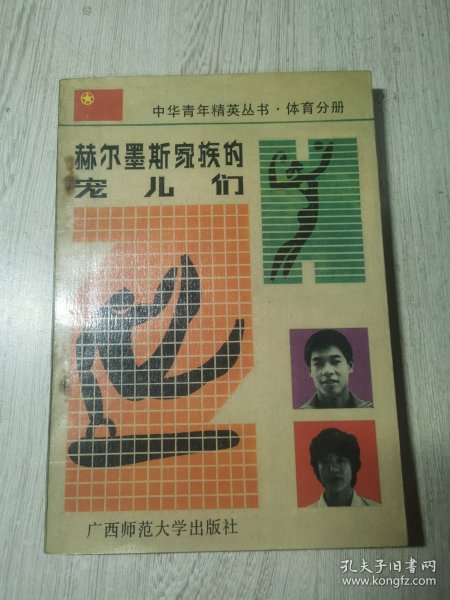 中华青年精英丛书·体育分册
赫尔墨斯家族的
宠儿们
广西师范大学出版社
孔夫子旧书网
www.kongfz.com